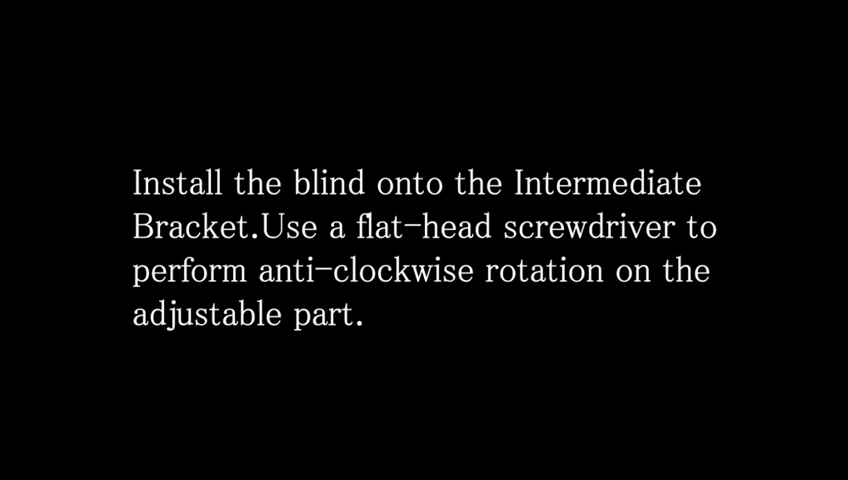 Install the blind onto the Intermediate
Bracket.Use a flat-head screwdriver to
perform anti-clockwise rotation on the
adjustable part.